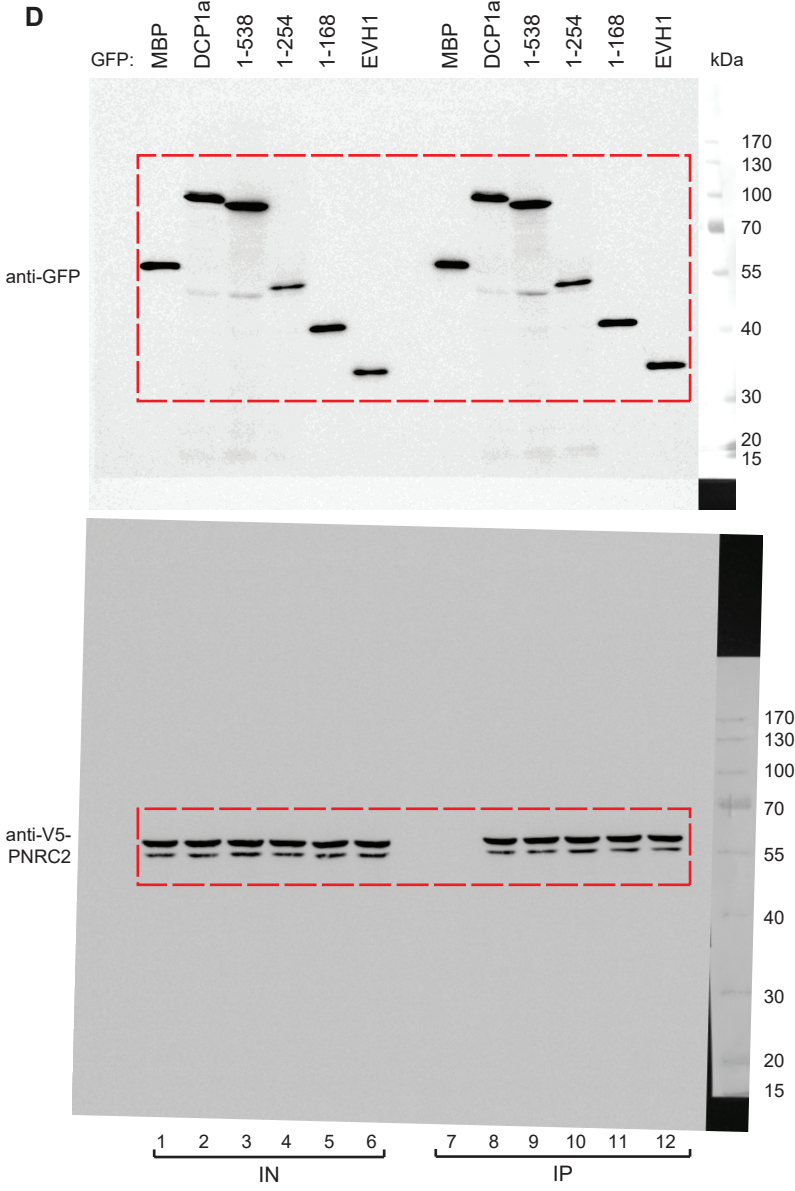 D
GFP: MBP DCP1a 1-538 1-254 1-168 EVH1 MBP DCP1a 1-538 1-254 1-168 EVH1 kDa
170
130
100
70
anti-GFP
55
40
30
20
15
170
130
100
70
anti-V5-
PNRC2
55
40
30
20
15
1 2 3 4 5 6 7 8 9 10 11 12
IN IP